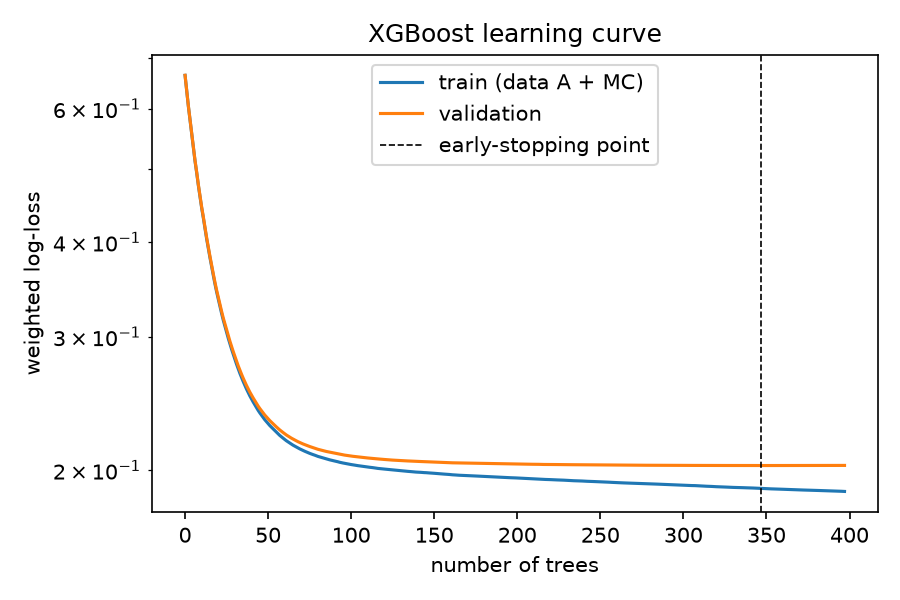 XGBoost learning curve
train (data A + MC)
validation
early-stopping point
6 × 10⁻¹
4 × 10⁻¹
3 × 10⁻¹
2 × 10⁻¹
weighted log-loss
0 50 100 150 200 250 300 350 400
number of trees